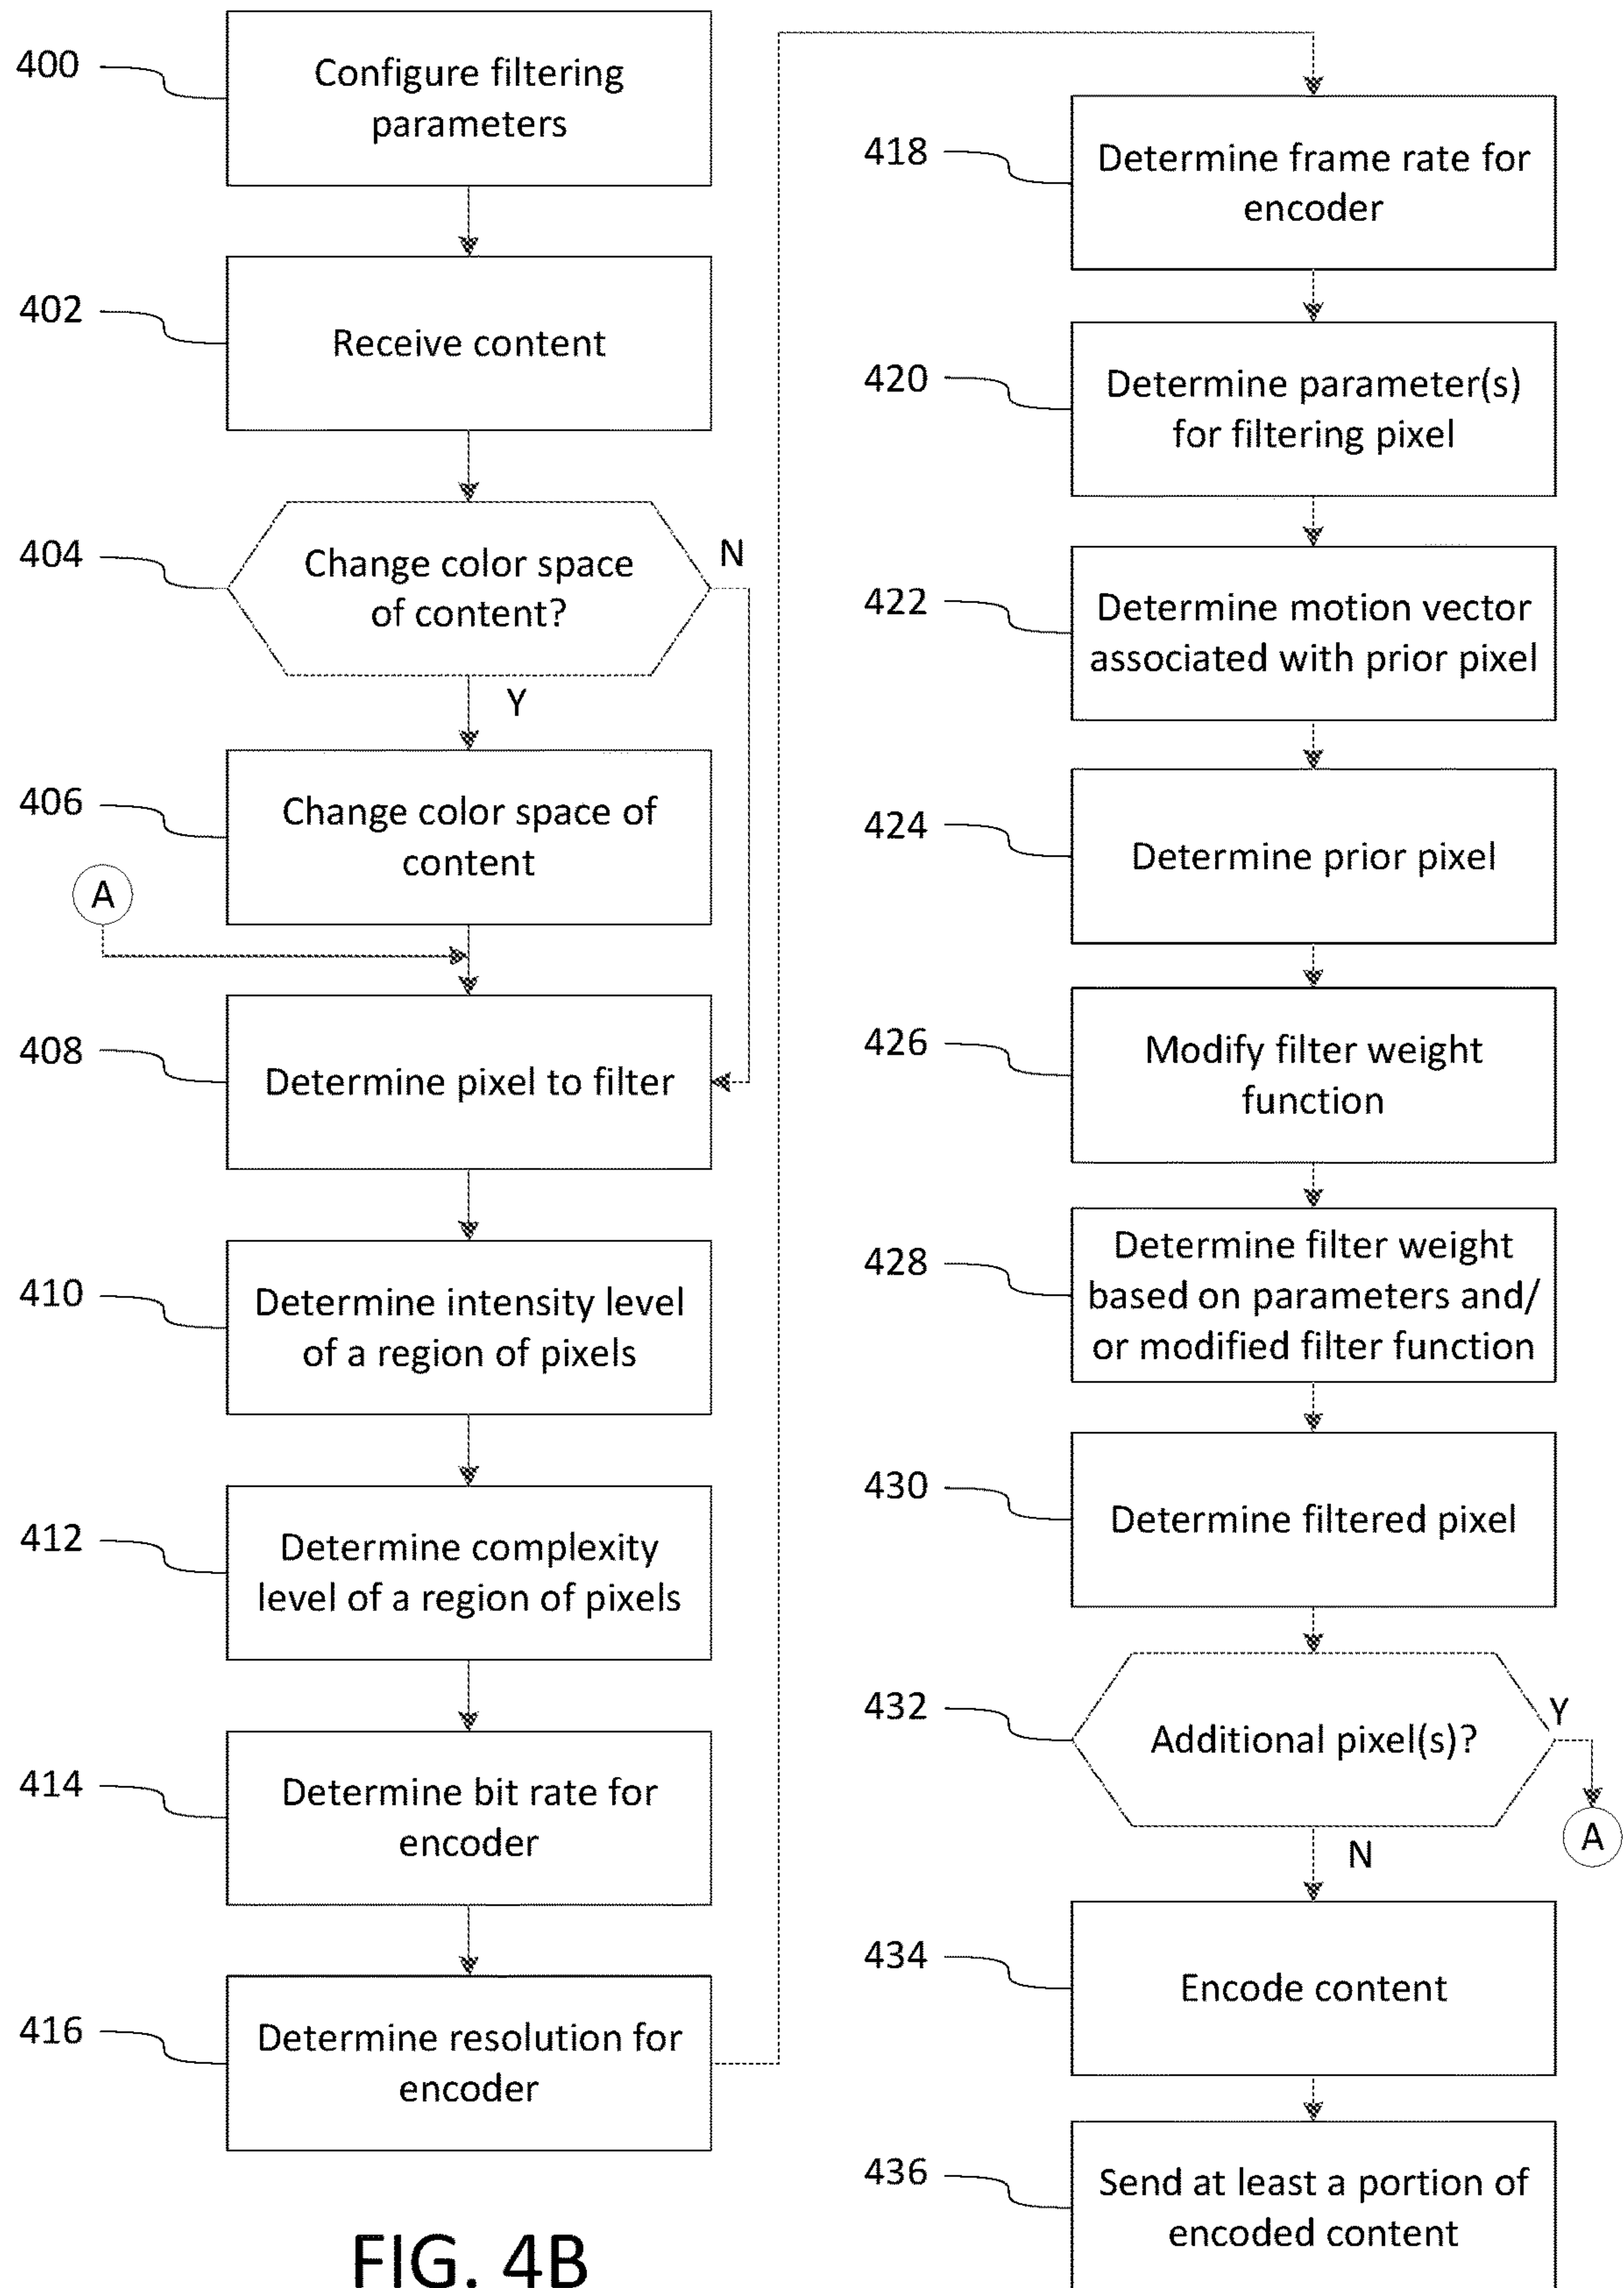 400
Configure filtering
parameters
402
Receive content
404
Change color space
of content?
N
Y
406
Change color space of
content
A
408
Determine pixel to filter
410
Determine intensity level
of a region of pixels
412
Determine complexity
level of a region of pixels
414
Determine bit rate for
encoder
416
Determine resolution for
encoder
418
Determine frame rate for
encoder
420
Determine parameter(s)
for filtering pixel
422
Determine motion vector
associated with prior pixel
424
Determine prior pixel
426
Modify filter weight
function
428
Determine filter weight
based on parameters and/
or modified filter function
430
Determine filtered pixel
432
Additional pixel(s)?
Y
A
N
434
Encode content
436
Send at least a portion of
encoded content
FIG. 4B